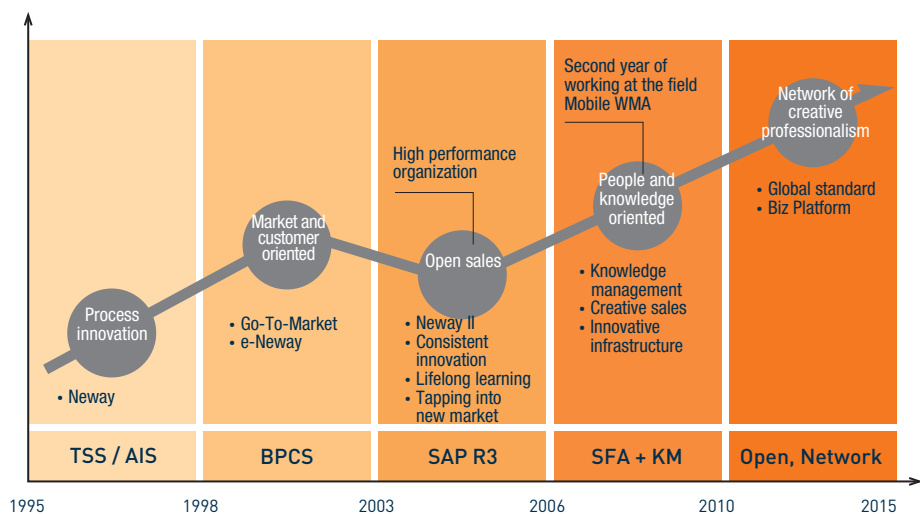 Process
innovation
• Neway
Market and
customer
oriented
• Go-To-Market
• e-Neway
High performance
organization
Open sales
• Neway II
• Consistent
innovation
• Lifelong learning
• Tapping into
new market
Second year of
working at the field
Mobile WMA
People and
knowledge
oriented
• Knowledge
management
• Creative sales
• Innovative
infrastructure
Network of
creative
professionalism
• Global standard
• Biz Platform
TSS / AIS
BPCS
SAP R3
SFA + KM
Open, Network
1995
1998
2003
2006
2010
2015